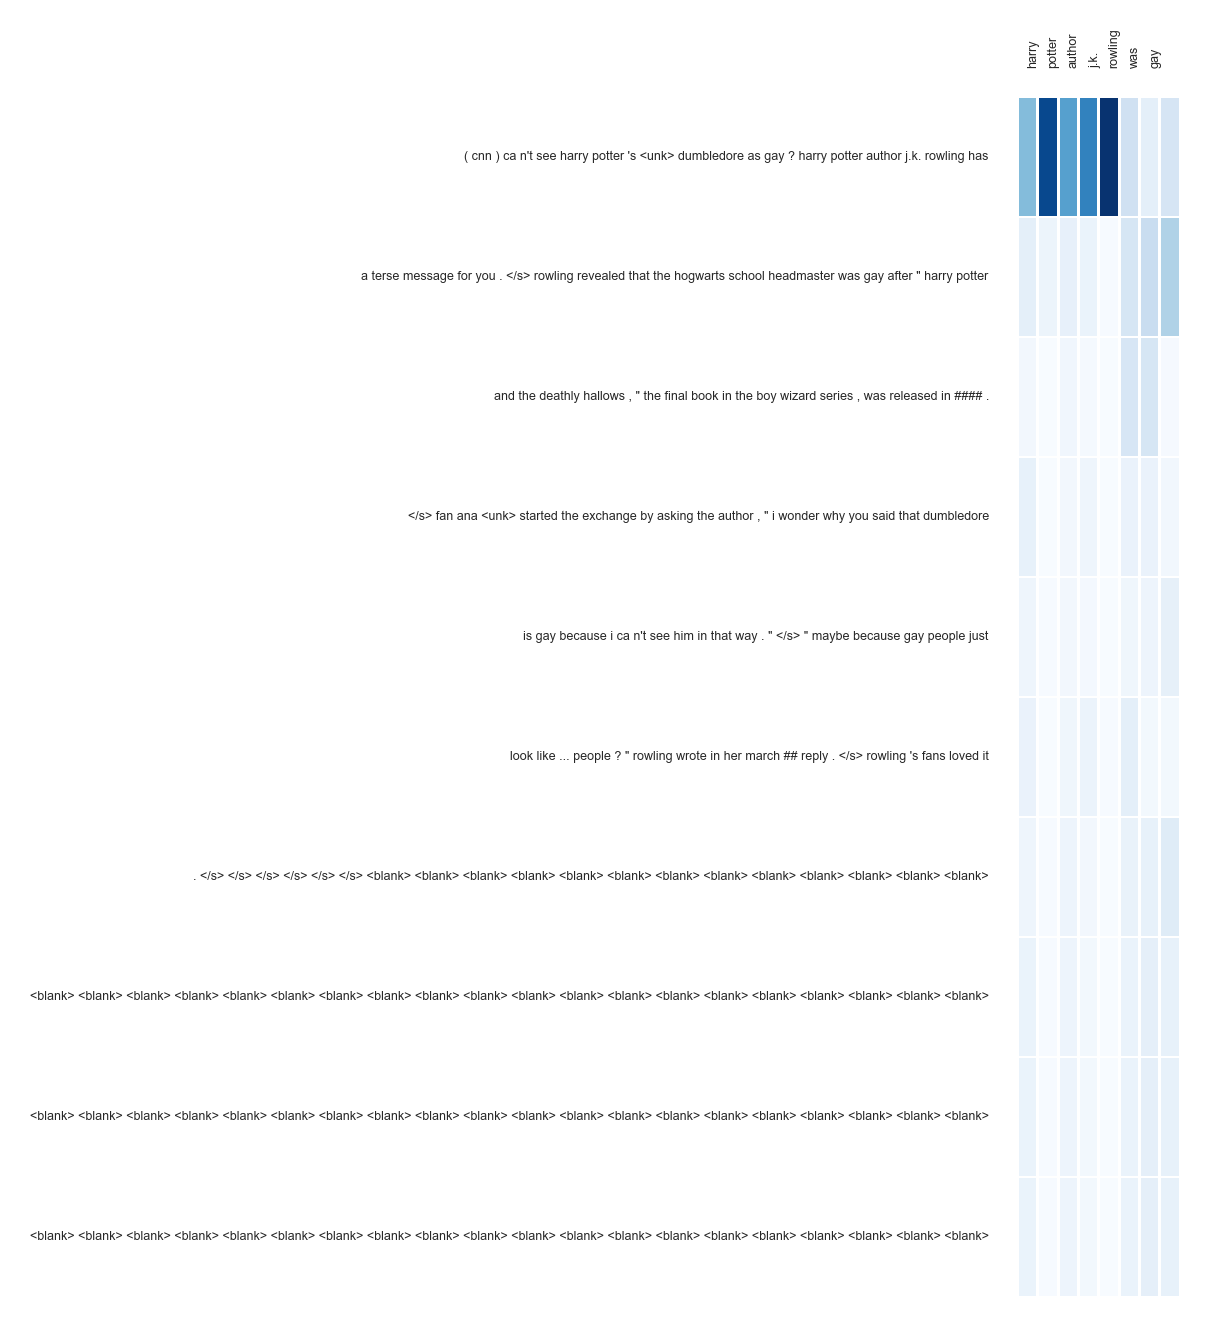 harry potter author j.k. rowling was gay
( cnn ) ca n't see harry potter 's <unk> dumbledore as gay ? harry potter author j.k. rowling has
a terse message for you . </s> rowling revealed that the hogwarts school headmaster was gay after " harry potter
and the deathly hallows , " the final book in the boy wizard series , was released in #### .
</s> fan ana <unk> started the exchange by asking the author , " i wonder why you said that dumbledore
is gay because i ca n't see him in that way . " </s> " maybe because gay people just
look like ... people ? " rowling wrote in her march ## reply . </s> rowling 's fans loved it
. </s> </s> </s> </s> </s> </s> <blank> <blank> <blank> <blank> <blank> <blank> <blank> <blank> <blank> <blank> <blank> <blank> <blank>
<blank> <blank> <blank> <blank> <blank> <blank> <blank> <blank> <blank> <blank> <blank> <blank> <blank> <blank> <blank> <blank> <blank> <blank> <blank> <blank>
<blank> <blank> <blank> <blank> <blank> <blank> <blank> <blank> <blank> <blank> <blank> <blank> <blank> <blank> <blank> <blank> <blank> <blank> <blank> <blank>
<blank> <blank> <blank> <blank> <blank> <blank> <blank> <blank> <blank> <blank> <blank> <blank> <blank> <blank> <blank> <blank> <blank> <blank> <blank> <blank>